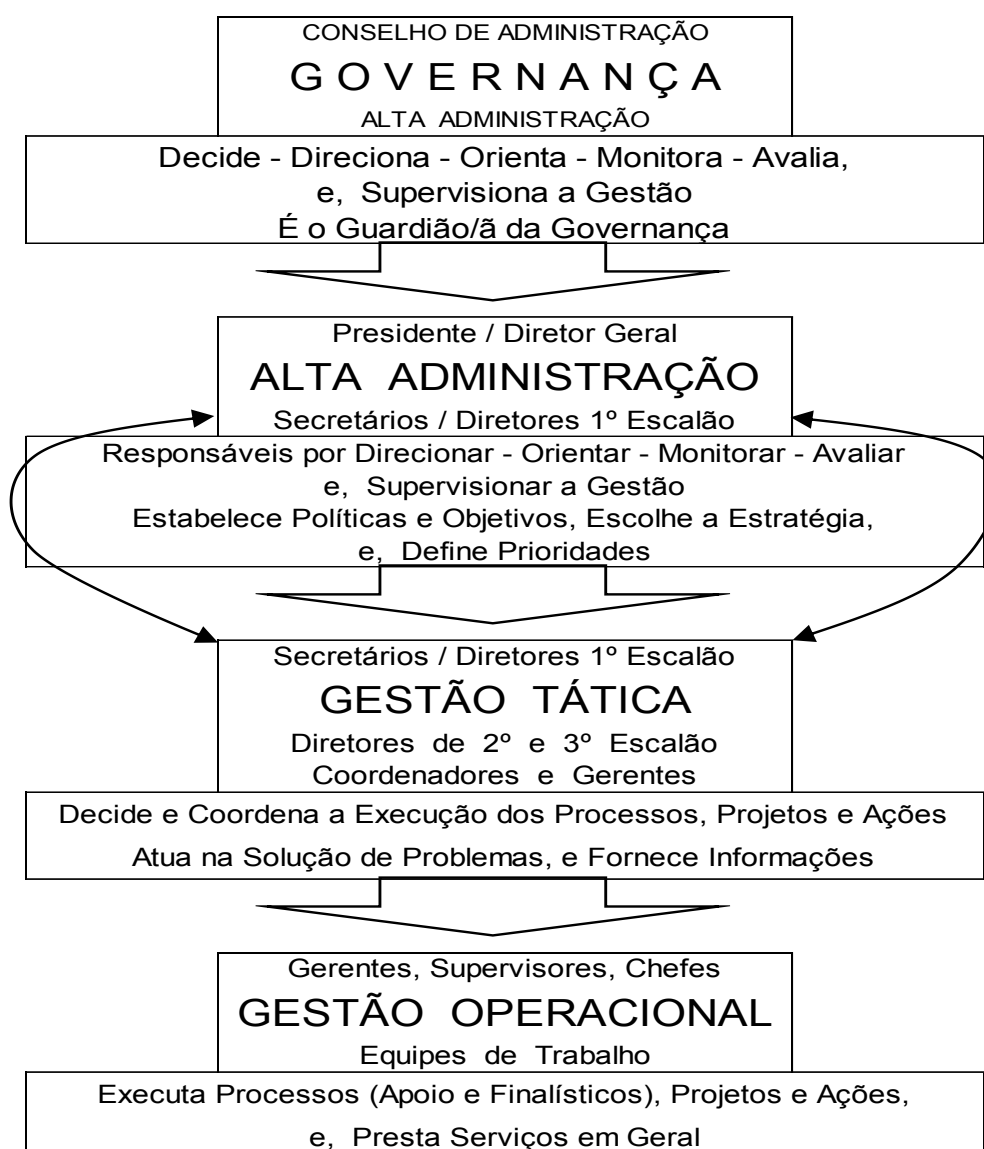 CONSELHO DE ADMINISTRAÇÃO
G O V E R N A N Ç A
ALTA ADMINISTRAÇÃO
Decide - Direciona - Orienta - Monitora - Avalia,
e, Supervisiona a Gestão
É o Guardião/ã da Governança
Presidente / Diretor Geral
ALTA ADMINISTRAÇÃO
Secretários / Diretores 1º Escalão
Responsáveis por Direcionar - Orientar - Monitorar - Avaliar
e, Supervisionar a Gestão
Estabelece Políticas e Objetivos, Escolhe a Estratégia,
e, Define Prioridades
Secretários / Diretores 1º Escalão
GESTÃO TÁTICA
Diretores de 2º e 3º Escalão
Coordenadores e Gerentes
Decide e Coordena a Execução dos Processos, Projetos e Ações
Atua na Solução de Problemas, e Fornece Informações
Gerentes, Supervisores, Chefes
GESTÃO OPERACIONAL
Equipes de Trabalho
Executa Processos (Apoio e Finalísticos), Projetos e Ações,
e, Presta Serviços em Geral